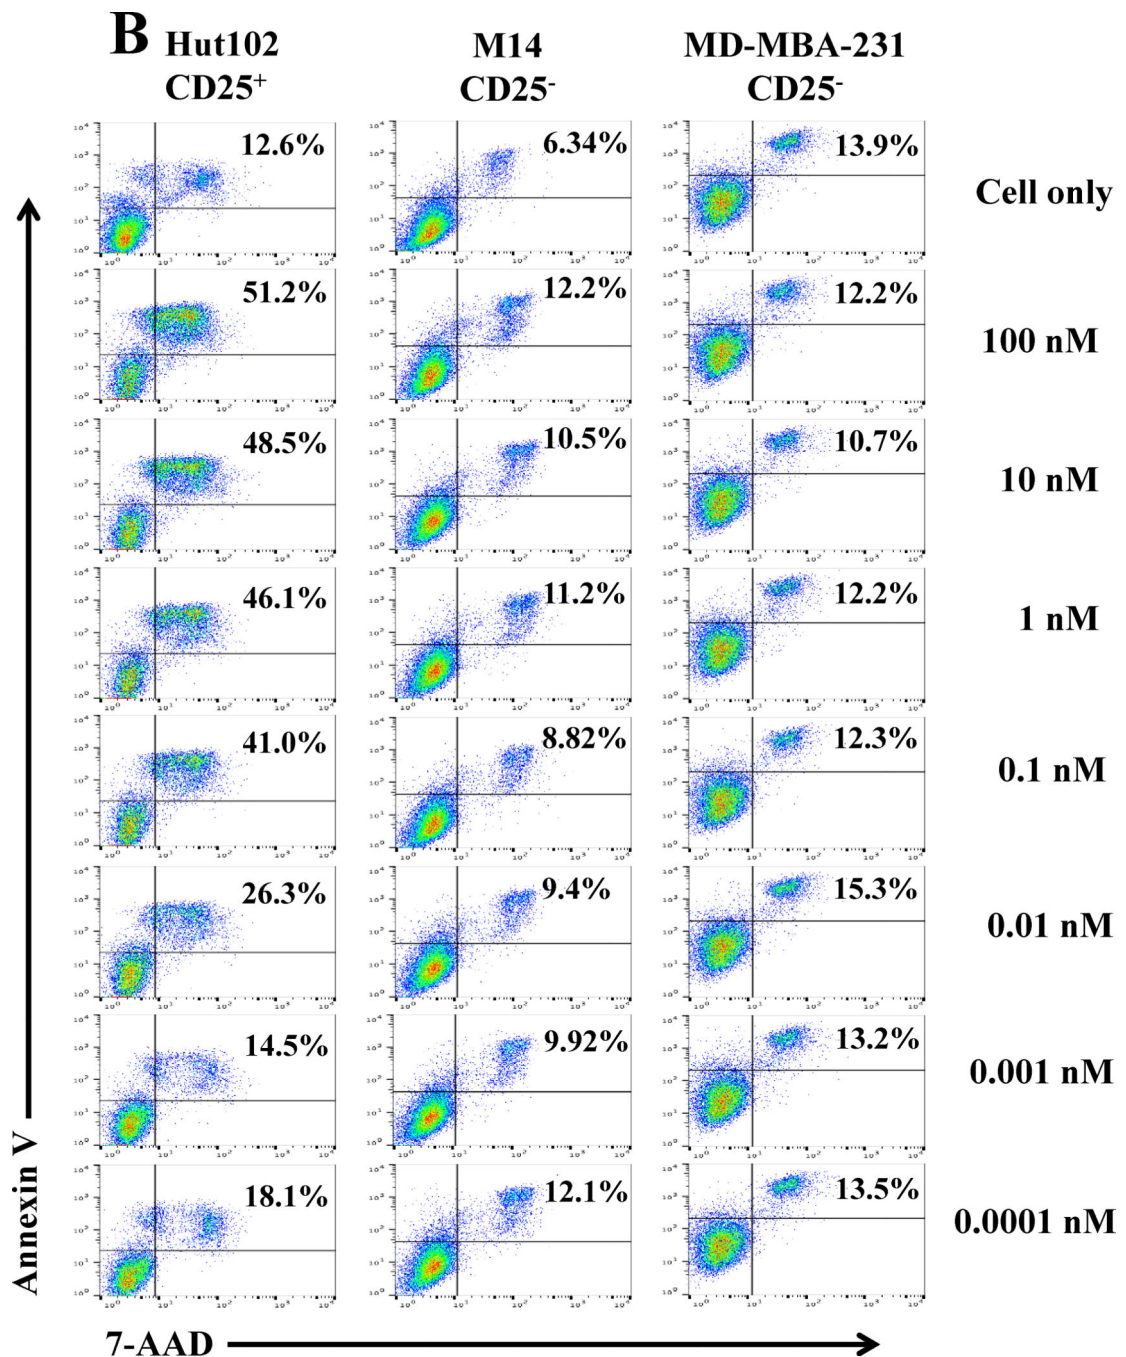 B Hut102 M14 MD-MBA-231
CD25⁺ CD25⁻ CD25⁻
12.6% 6.34% 13.9% Cell only
51.2% 12.2% 12.2% 100 nM
48.5% 10.5% 10.7% 10 nM
46.1% 11.2% 12.2% 1 nM
41.0% 8.82% 12.3% 0.1 nM
26.3% 9.4% 15.3% 0.01 nM
14.5% 9.92% 13.2% 0.001 nM
18.1% 12.1% 13.5% 0.0001 nM
Annexin V
7-AAD